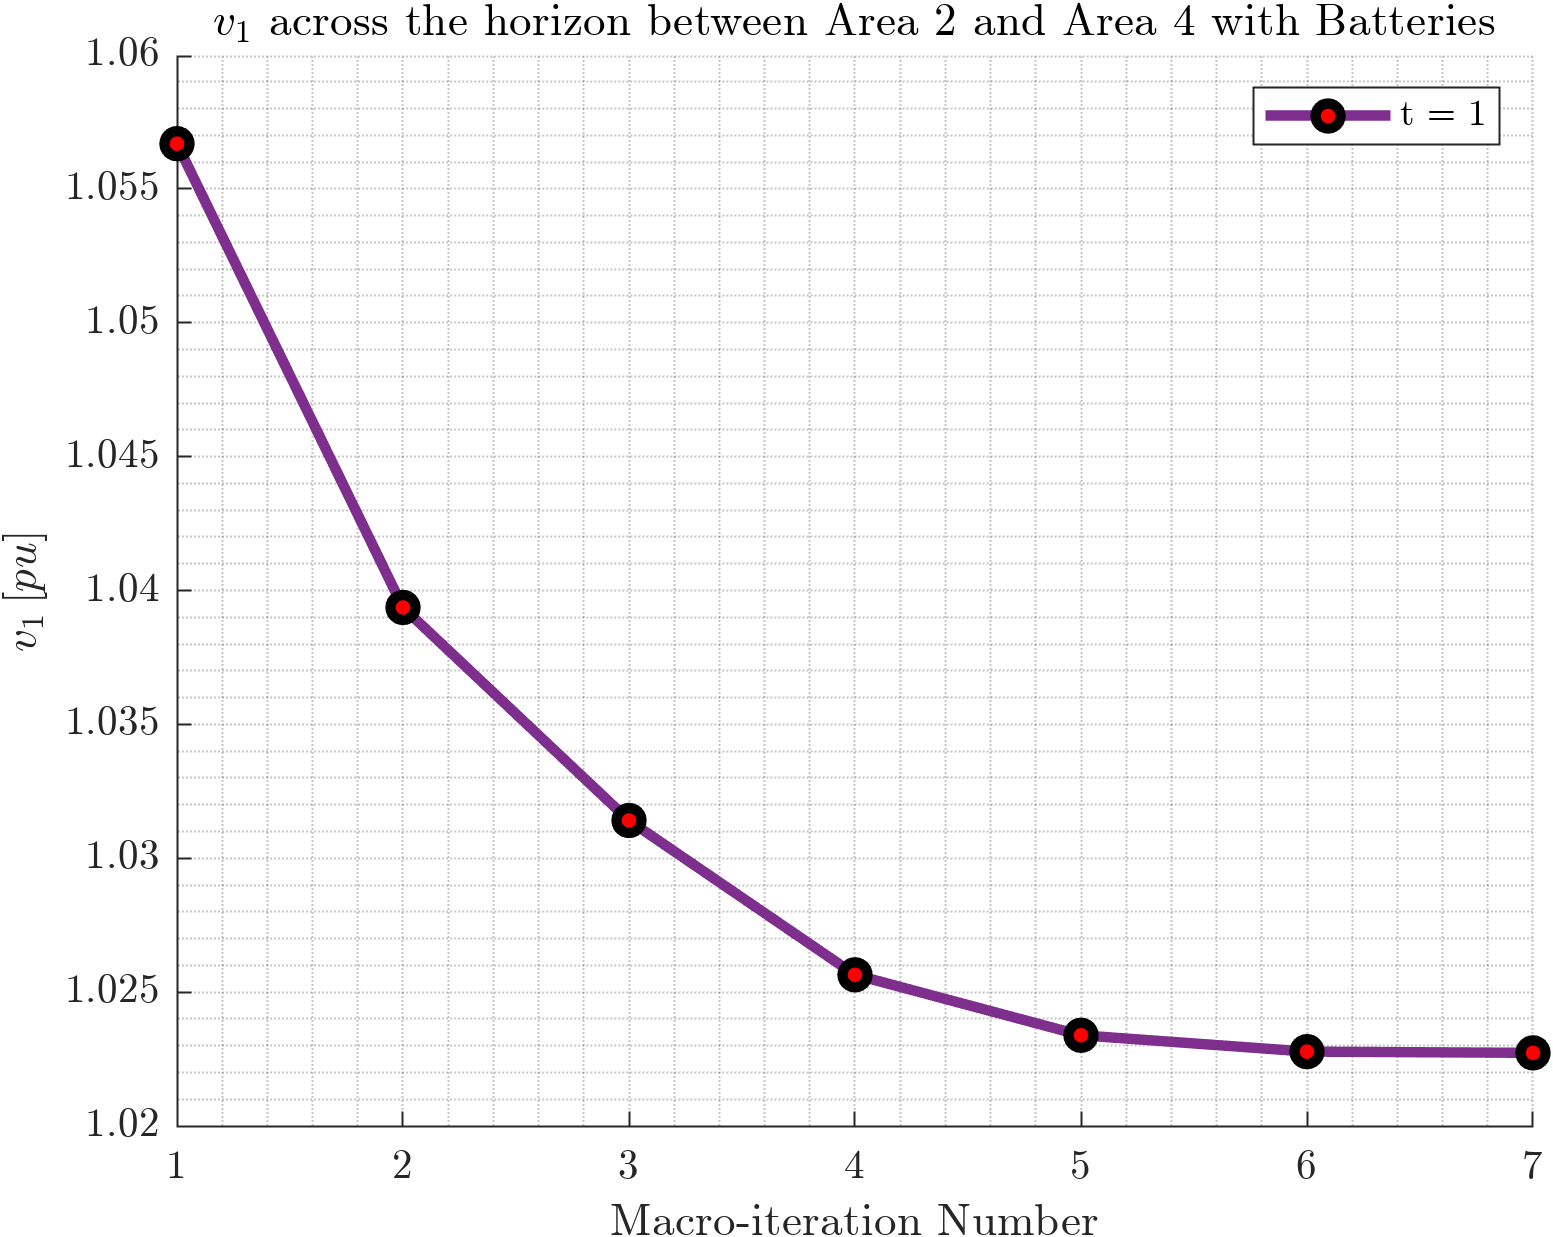 v₁ across the horizon between Area 2 and Area 4 with Batteries
t = 1
1.06
1.055
1.05
1.045
1.04
1.035
1.03
1.025
1.02
v₁ [pu]
1 2 3 4 5 6 7
Macro-iteration Number